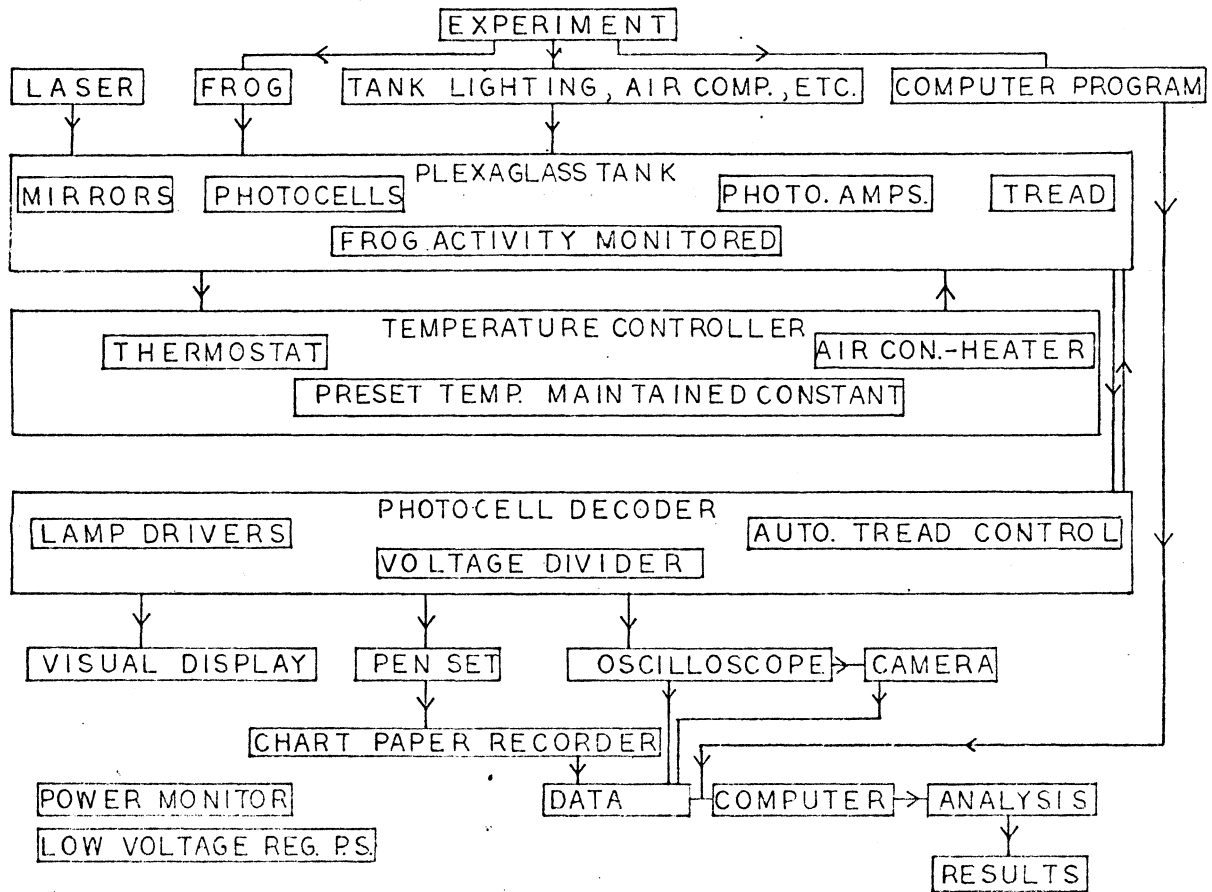 EXPERIMENT
LASER
FROG
TANK LIGHTING, AIR COMP., ETC.
COMPUTER PROGRAM
PLEXAGLASS TANK
MIRRORS
PHOTOCELLS
PHOTO. AMPS.
TREAD
FROG ACTIVITY MONITORED
TEMPERATURE CONTROLLER
THERMOSTAT
AIR CON.-HEATER
PRESET TEMP. MAINTAINED CONSTANT
PHOTOCELL DECODER
LAMP DRIVERS
AUTO. TREAD CONTROL
VOLTAGE DIVIDER
VISUAL DISPLAY
PEN SET
OSCILLOSCOPE
CAMERA
CHART PAPER RECORDER
POWER MONITOR
DATA
COMPUTER
ANALYSIS
LOW VOLTAGE REG. P.S.
RESULTS